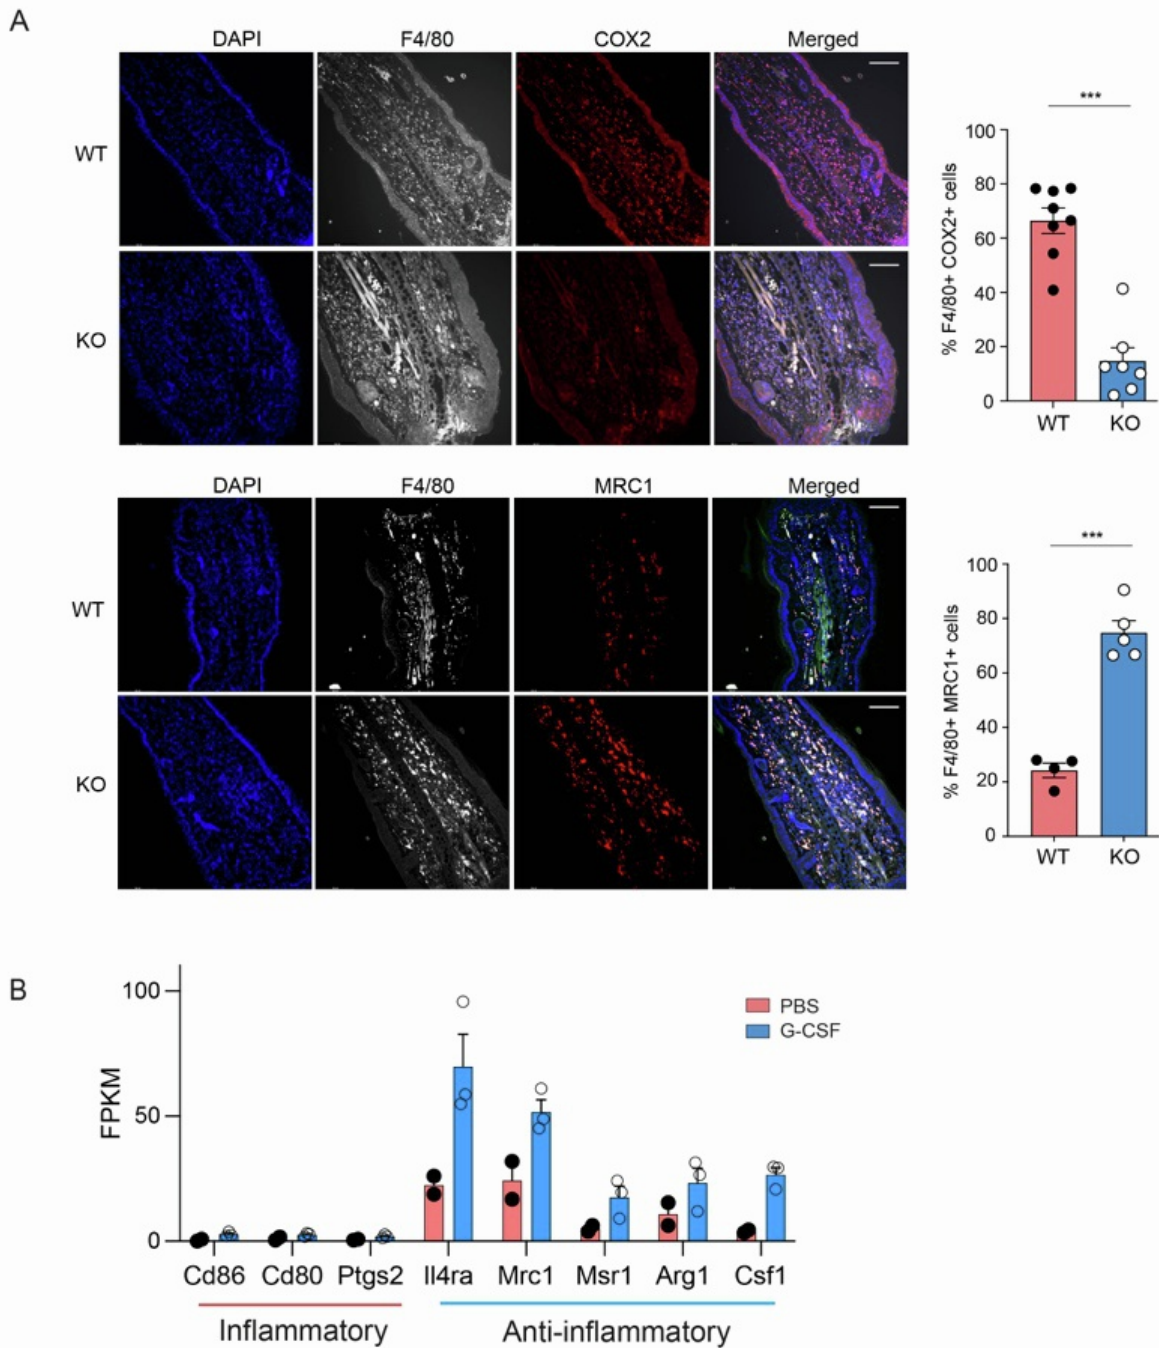 A
DAPI F4/80 COX2 Merged
WT
KO
***
% F4/80+ COX2+ cells
100
80
60
40
20
0
WT KO
DAPI F4/80 MRC1 Merged
WT
KO
***
% F4/80+ MRC1+ cells
100
80
60
40
20
0
WT KO
B
FPKM
100
50
0
PBS
G-CSF
Cd86 Cd80 Ptgs2 Il4ra Mrc1 Msr1 Arg1 Csf1
Inflammatory Anti-inflammatory